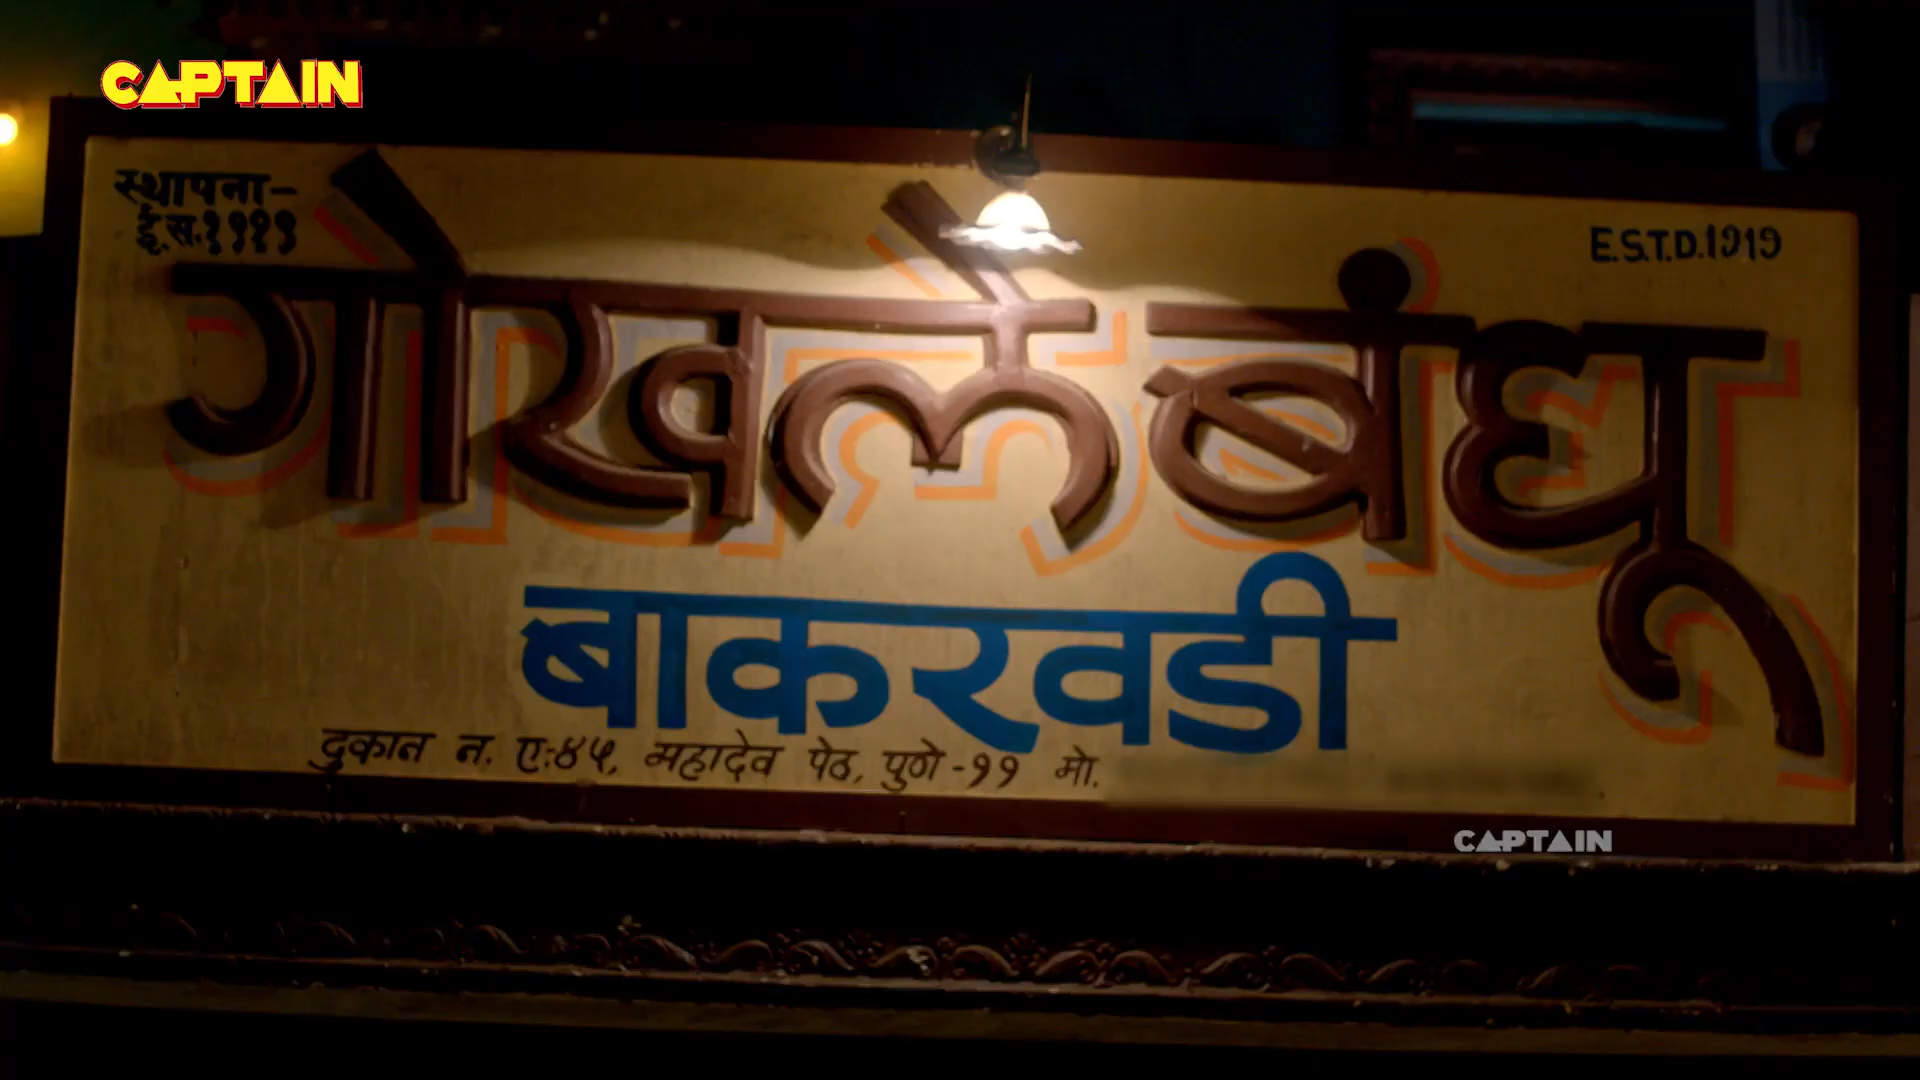 CAPTAIN
स्थापना-
ई.स.१९१९
E.S.T.D.1919
गोखले बंधू
बाकरवडी
दुकान न. ए:४५, महादेव पेठ, पुणे -११ मो.
CAPTAIN